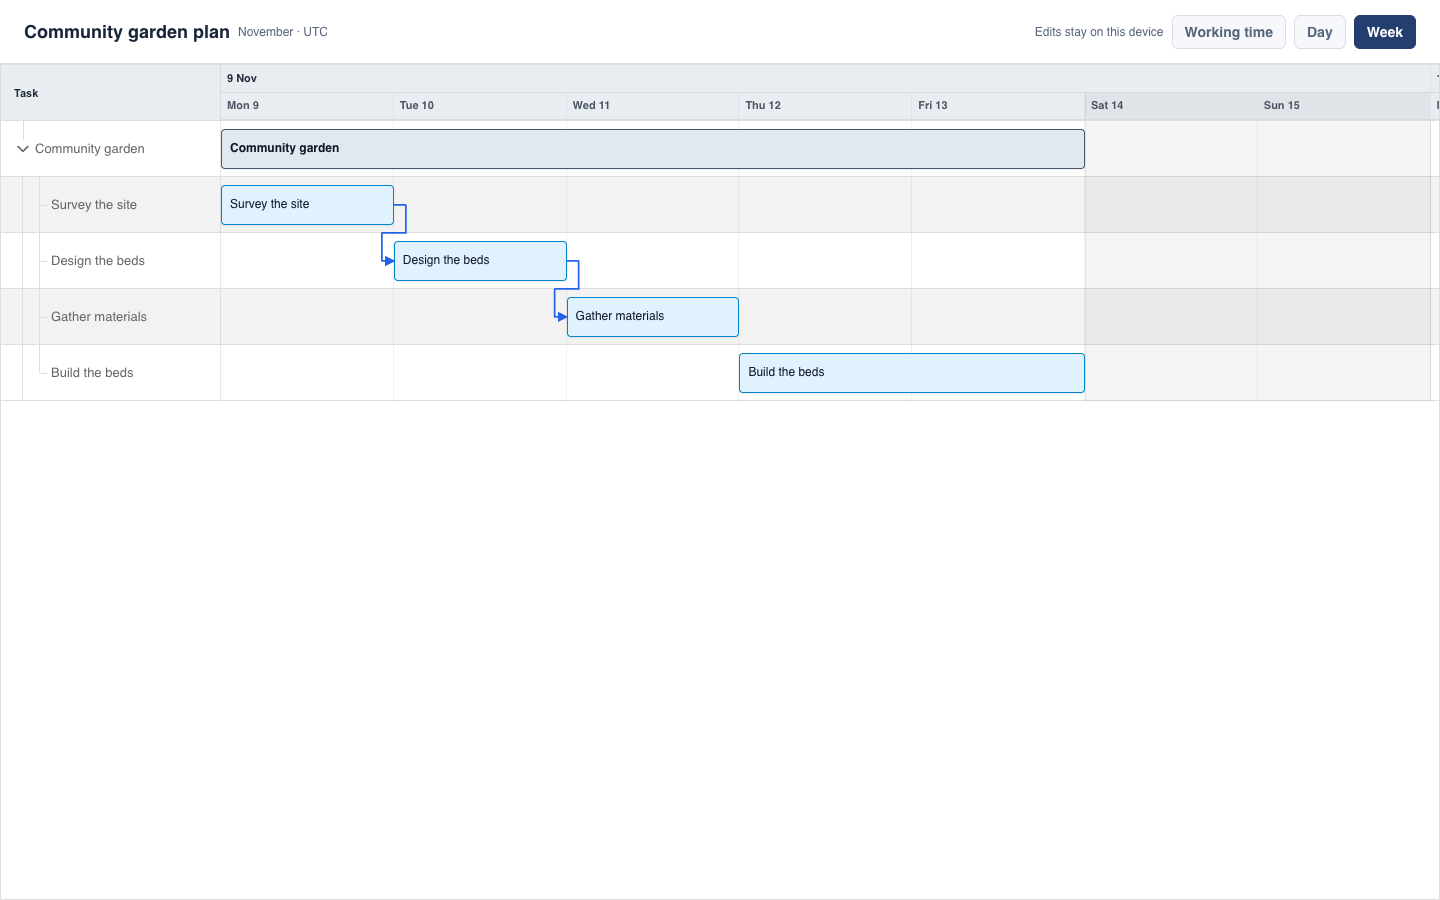 Community garden plan
November · UTC
Edits stay on this device
Working time
Day
Week
Task
9 Nov
Mon 9
Tue 10
Wed 11
Thu 12
Fri 13
Sat 14
Sun 15
Community garden
Community garden
Survey the site
Survey the site
Design the beds
Design the beds
Gather materials
Gather materials
Build the beds
Build the beds